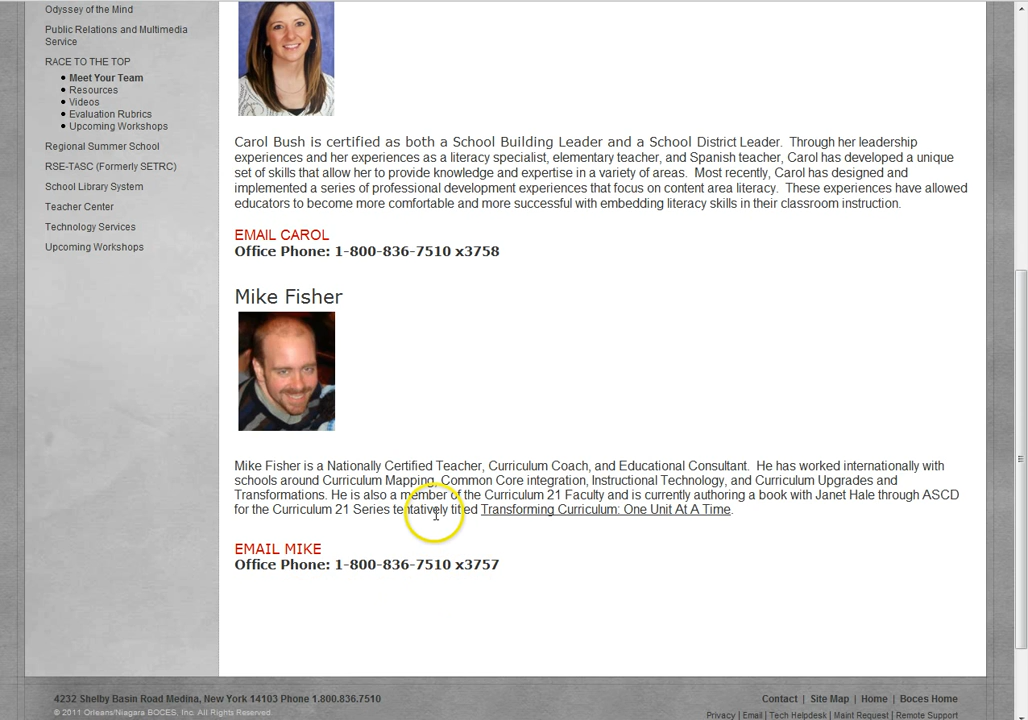 Odyssey of the Mind
Public Relations and Multimedia
Service
RACE TO THE TOP
Meet Your Team
Resources
Videos
Evaluation Rubrics
Upcoming Workshops
Regional Summer School
RSE-TASC (Formerly SETRC)
School Library System
Teacher Center
Technology Services
Upcoming Workshops
Carol Bush is certified as both a School Building Leader and a School District Leader.  Through her leadership
experiences and her experiences as a literacy specialist, elementary teacher, and Spanish teacher, Carol has developed a unique
set of skills that allow her to provide knowledge and expertise in a variety of areas.  Most recently, Carol has designed and
implemented a series of professional development experiences that focus on content area literacy.  These experiences have allowed
educators to become more comfortable and more successful with embedding literacy skills in their classroom instruction.
EMAIL CAROL
Office Phone: 1-800-836-7510 x3758
Mike Fisher
Mike Fisher is a Nationally Certified Teacher, Curriculum Coach, and Educational Consultant.  He has worked internationally with
schools around Curriculum Mapping, Common Core integration, Instructional Technology, and Curriculum Upgrades and
Transformations. He is also a member of the Curriculum 21 Faculty and is currently authoring a book with Janet Hale through ASCD
for the Curriculum 21 Series tentatively titled Transforming Curriculum: One Unit At A Time.
EMAIL MIKE
Office Phone: 1-800-836-7510 x3757
4232 Shelby Basin Road Medina, New York 14103 Phone 1.800.836.7510
© 2011 Orleans/Niagara BOCES, Inc. All Rights Reserved.
Contact | Site Map | Home | Boces Home
Privacy | Email | Tech Helpdesk | Maint Request | Remote Support